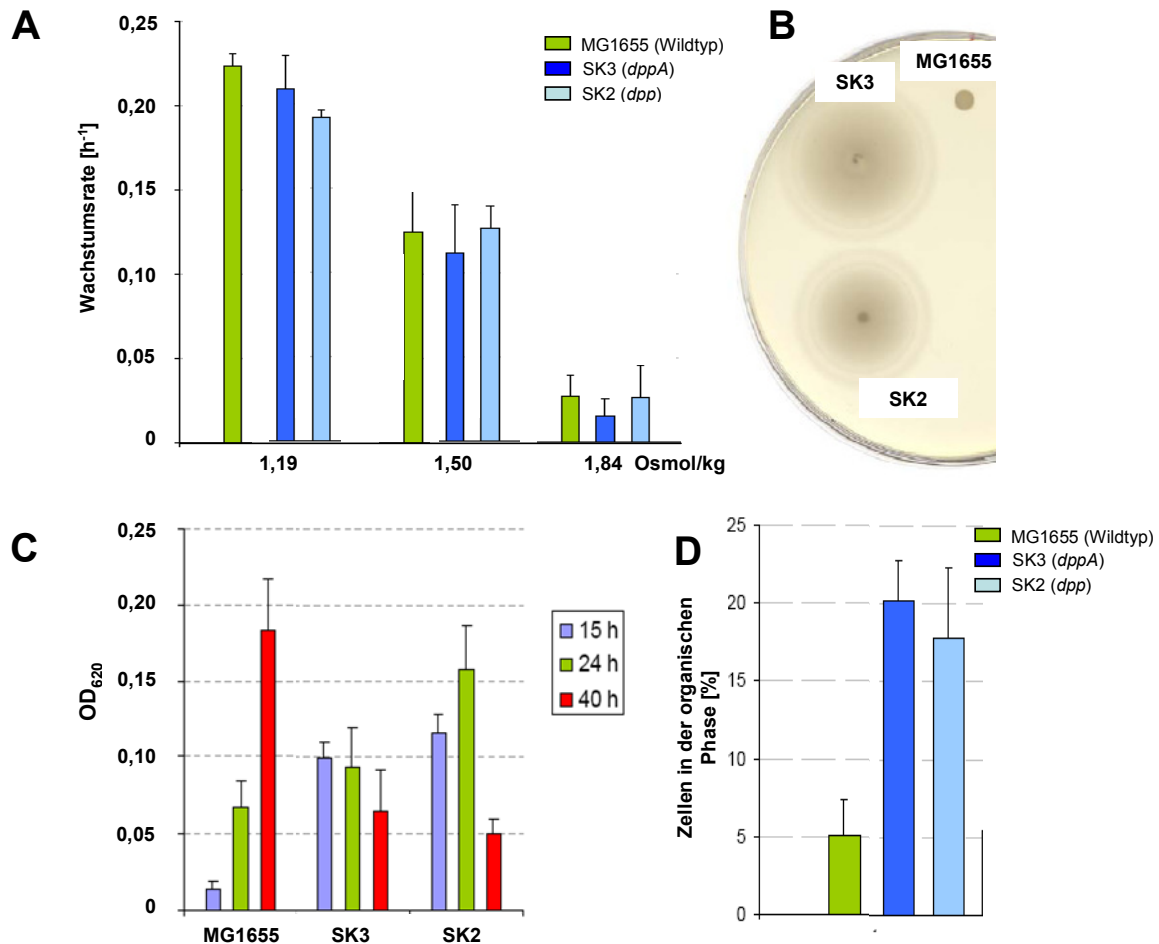 A
0,25
0,20
0,15
0,10
0,05
0
Wachstumsrate [h⁻¹]
MG1655 (Wildtyp)
SK3 (dppA)
SK2 (dpp)
1,19 1,50 1,84 Osmol/kg
B
SK3
MG1655
SK2
C
0,25
0,20
0,15
0,10
0,05
0
OD₆₂₀
15 h
24 h
40 h
MG1655 SK3 SK2
D
25
20
15
10
5
0
Zellen in der organischen
Phase [%]
MG1655 (Wildtyp)
SK3 (dppA)
SK2 (dpp)